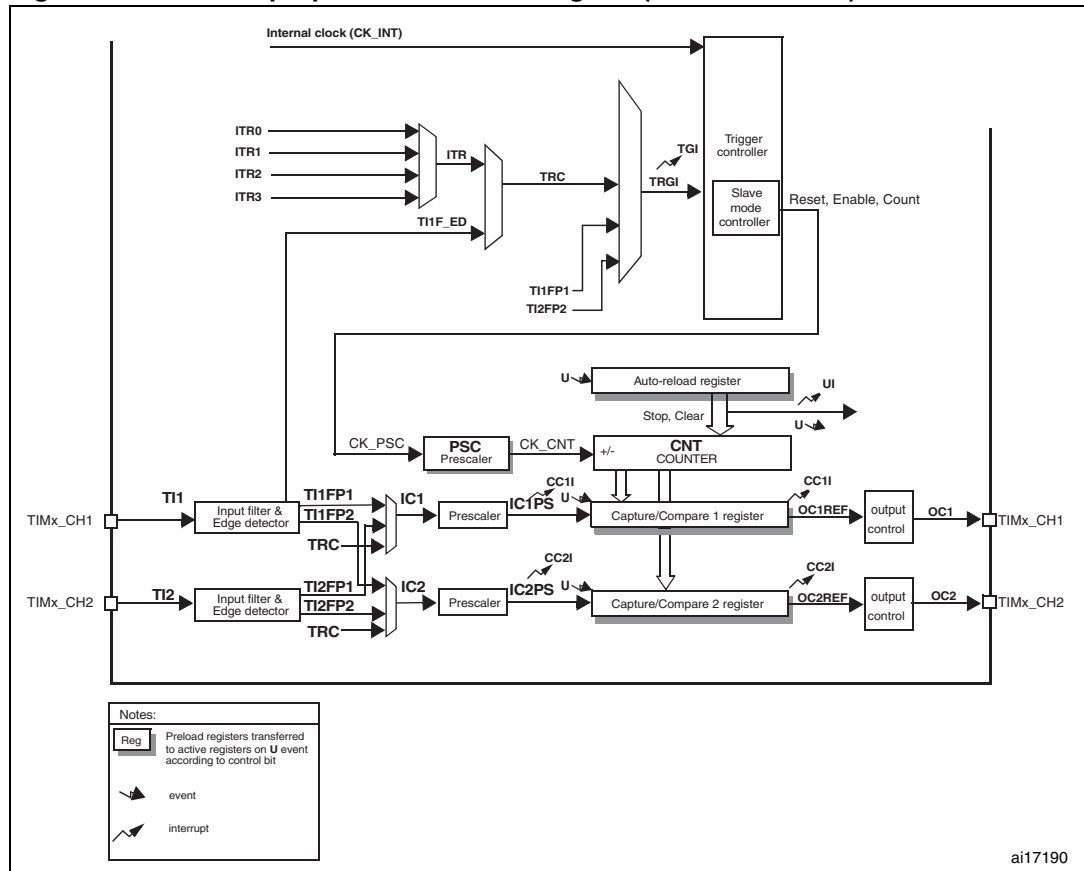 Internal clock (CK_INT)
ITR0
ITR1
ITR2
ITR3
ITR
TI1F_ED
TRC
TI1FP1
TI2FP2
TGI
TRGI
Trigger
controller
Slave
mode
controller
Reset, Enable, Count
U
Auto-reload register
Stop, Clear
UI
U
CK_PSC
PSC
Prescaler
CK_CNT
+/-
CNT
COUNTER
TIMx_CH1
TI1
Input filter &
Edge detector
TI1FP1
TI1FP2
TRC
IC1
Prescaler
IC1PS
CC1I
U
Capture/Compare 1 register
CC1I
OC1REF
output
control
OC1
TIMx_CH1
TIMx_CH2
TI2
Input filter &
Edge detector
TI2FP1
TI2FP2
TRC
IC2
Prescaler
IC2PS
CC2I
U
Capture/Compare 2 register
CC2I
OC2REF
output
control
OC2
TIMx_CH2
Notes:
Reg
Preload registers transferred
to active registers on U event
according to control bit
event
interrupt
ai17190